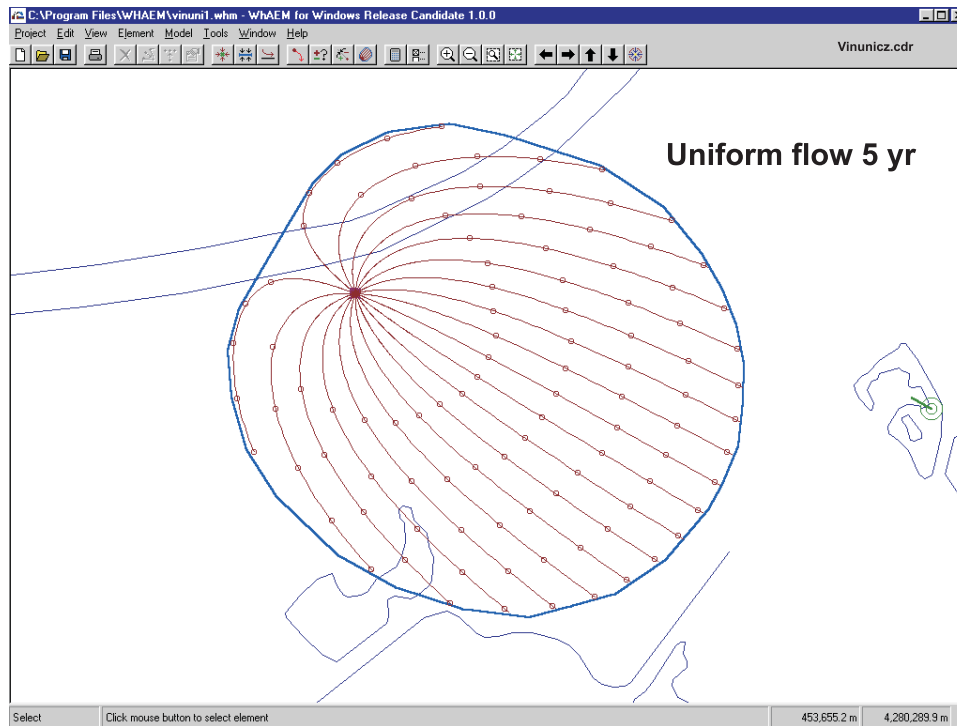 C:\Program Files\WHAEM\vinuni1.whm - WhAEM for Windows Release Candidate 1.0.0
Project Edit View Element Model Tools Window Help
Vinunicz.cdr
Uniform flow 5 yr
Select Click mouse button to select element 453,655.2 m 4,280,289.9 m